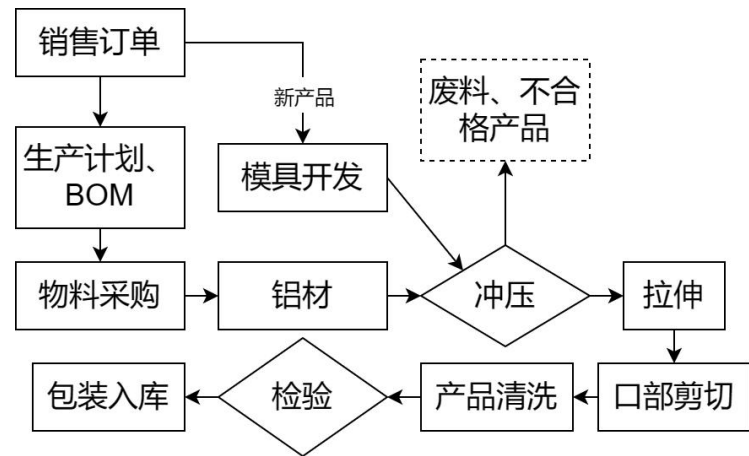 销售订单
新产品
废料、不合
格产品
生产计划、
BOM
模具开发
物料采购
铝材
冲压
拉伸
包装入库
检验
产品清洗
口部剪切